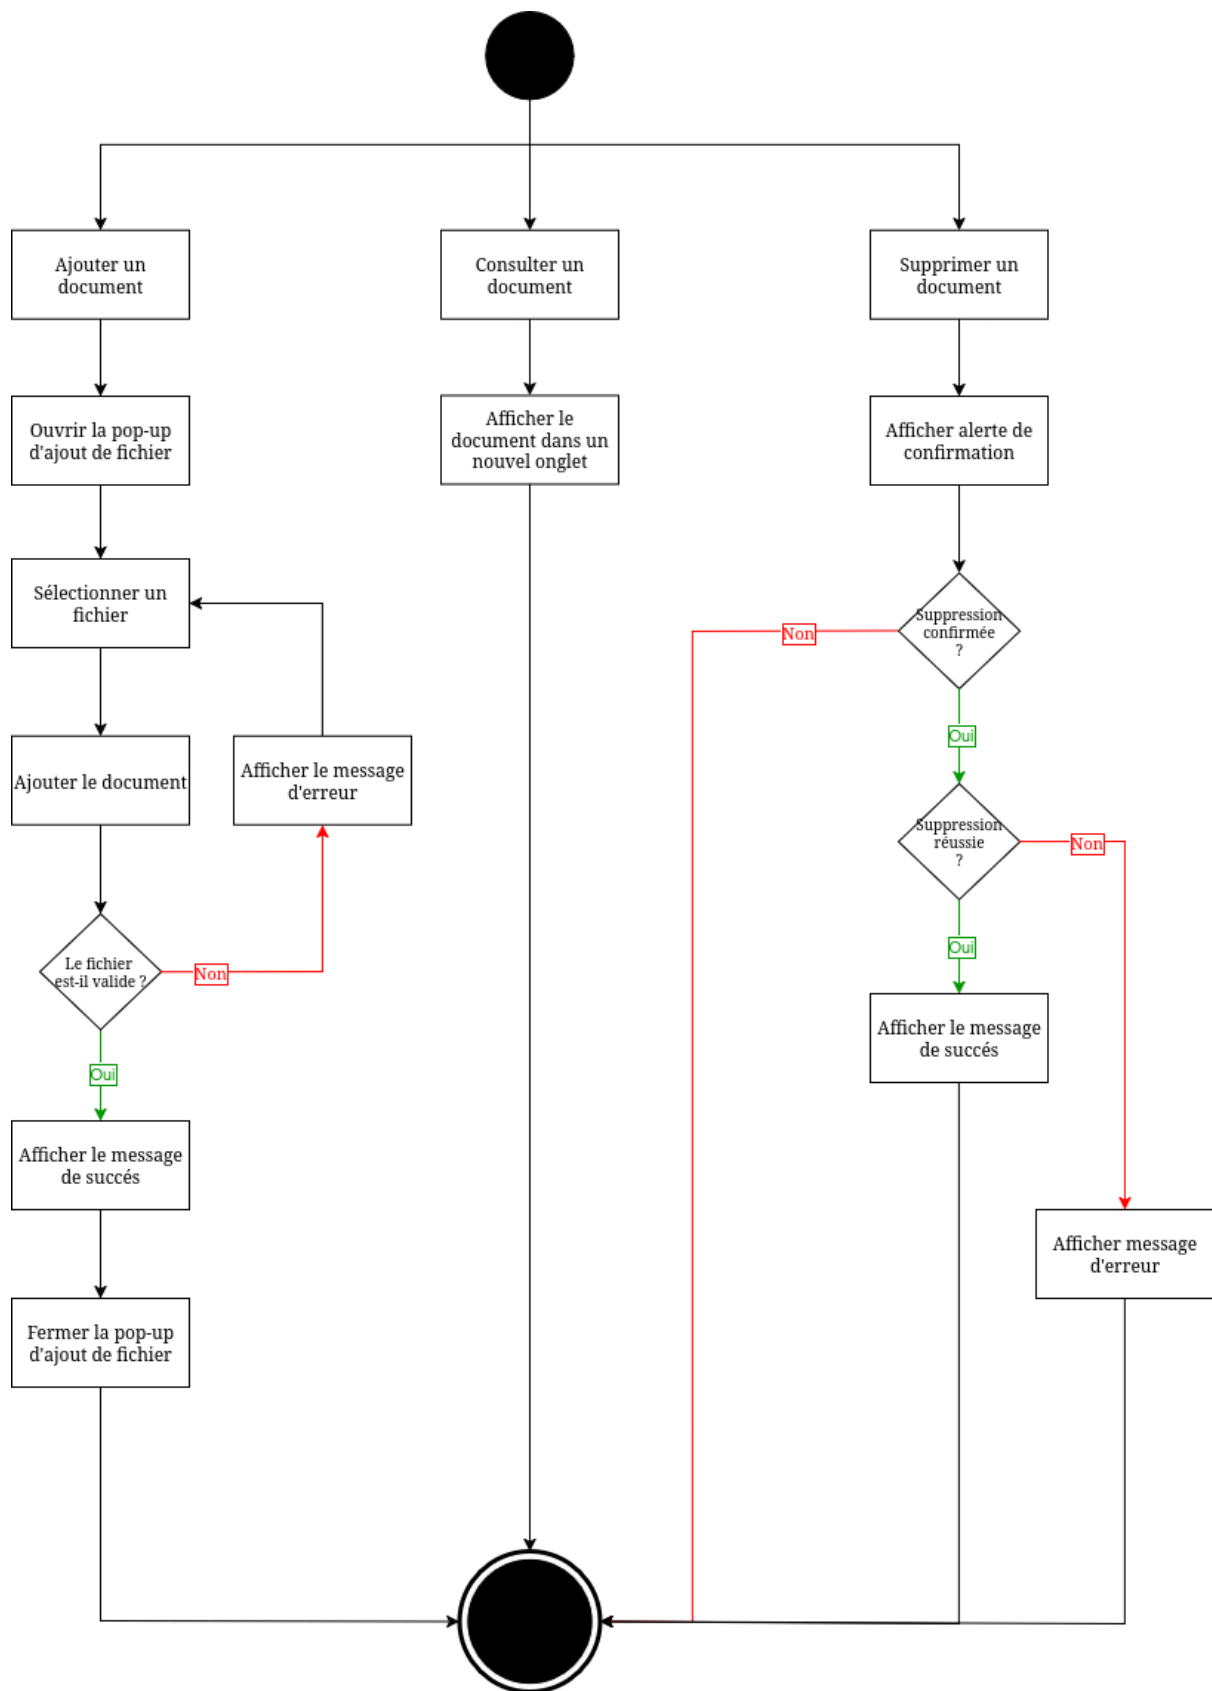 Ajouter un
document
Consulter un
document
Supprimer un
document
Ouvrir la pop-up
d'ajout de fichier
Afficher le
document dans un
nouvel onglet
Afficher alerte de
confirmation
Sélectionner un
fichier
Suppression
confirmée
?
Non
Oui
Ajouter le document
Afficher le message
d'erreur
Suppression
réussie
?
Non
Oui
Le fichier
est-il valide ?
Non
Oui
Afficher le message
de succés
Afficher le message
de succés
Afficher message
d'erreur
Fermer la pop-up
d'ajout de fichier